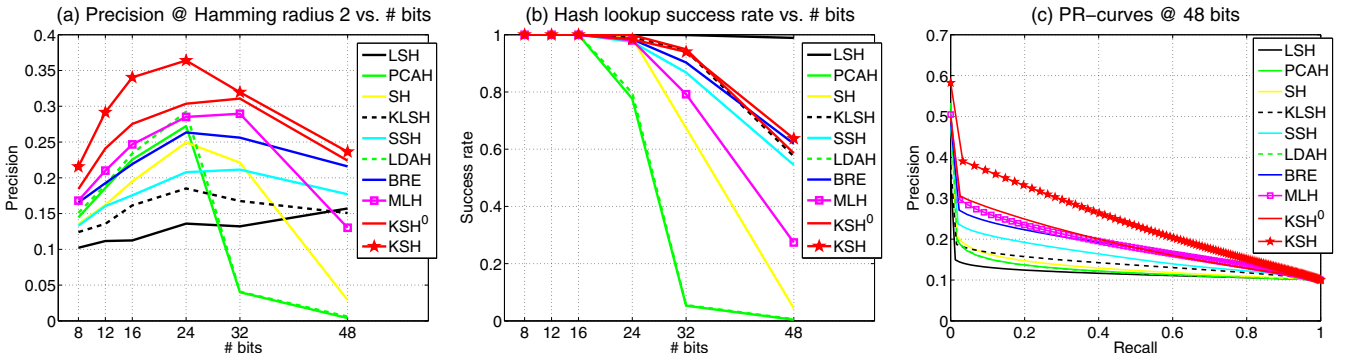 (a) Precision @ Hamming radius 2 vs. # bits
0.4
0.35
0.3
0.25
0.2
0.15
0.1
0.05
0
Precision
8 12 16 24 32 48
# bits
LSH
PCAH
SH
KLSH
SSH
LDAH
BRE
MLH
KSH⁰
KSH
(b) Hash lookup success rate vs. # bits
1
0.8
0.6
0.4
0.2
0
Success rate
8 12 16 24 32 48
# bits
LSH
PCAH
SH
KLSH
SSH
LDAH
BRE
MLH
KSH⁰
KSH
(c) PR−curves @ 48 bits
0.7
0.6
0.5
0.4
0.3
0.2
0.1
0
Precision
0 0.2 0.4 0.6 0.8 1
Recall
LSH
PCAH
SH
KLSH
SSH
LDAH
BRE
MLH
KSH⁰
KSH